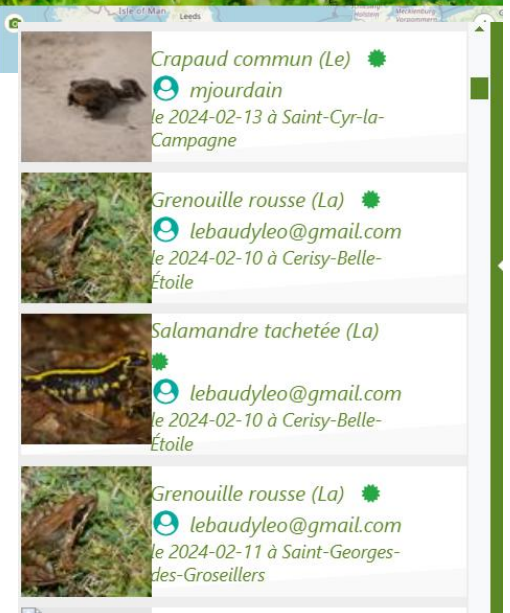 Isle of Man
Leeds
Crapaud commun (Le)
mjourdain
le 2024-02-13 à Saint-Cyr-la-
Campagne
Grenouille rousse (La)
lebaudyleo@gmail.com
le 2024-02-10 à Cerisy-Belle-
Étoile
Salamandre tachetée (La)
lebaudyleo@gmail.com
le 2024-02-10 à Cerisy-Belle-
Étoile
Grenouille rousse (La)
lebaudyleo@gmail.com
le 2024-02-11 à Saint-Georges-
des-Groseillers